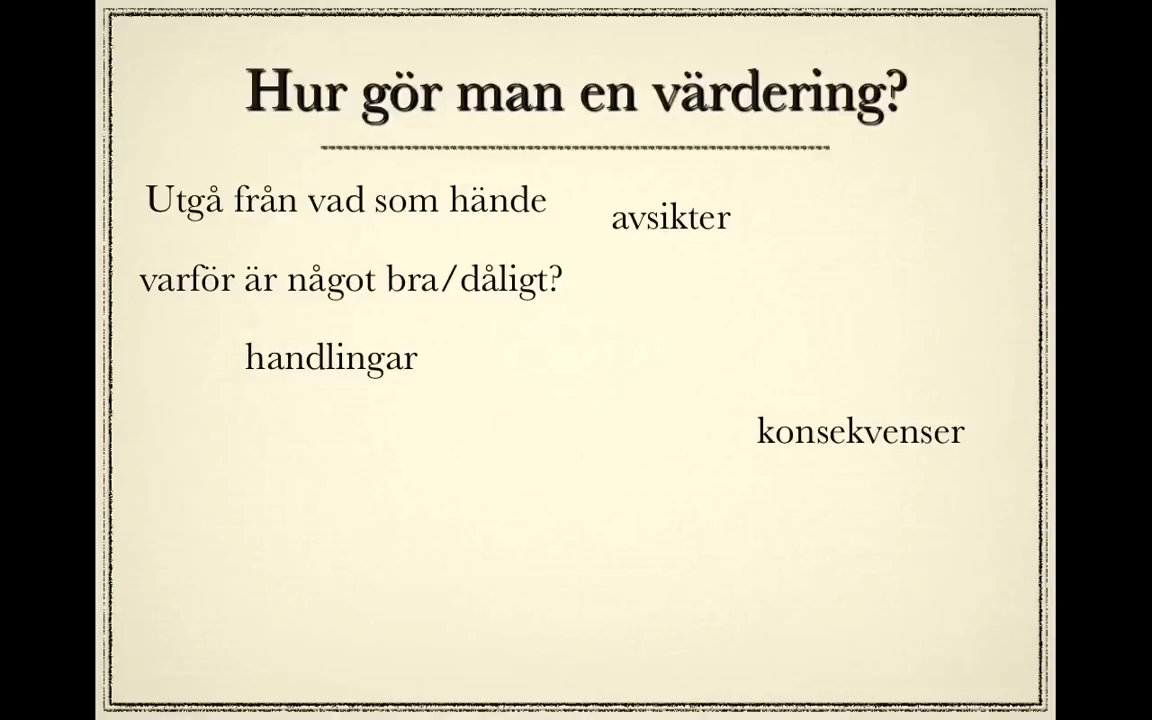 Hur gör man en värdering?
Utgå från vad som hände
avsikter
varför är något bra/dåligt?
handlingar
konsekvenser